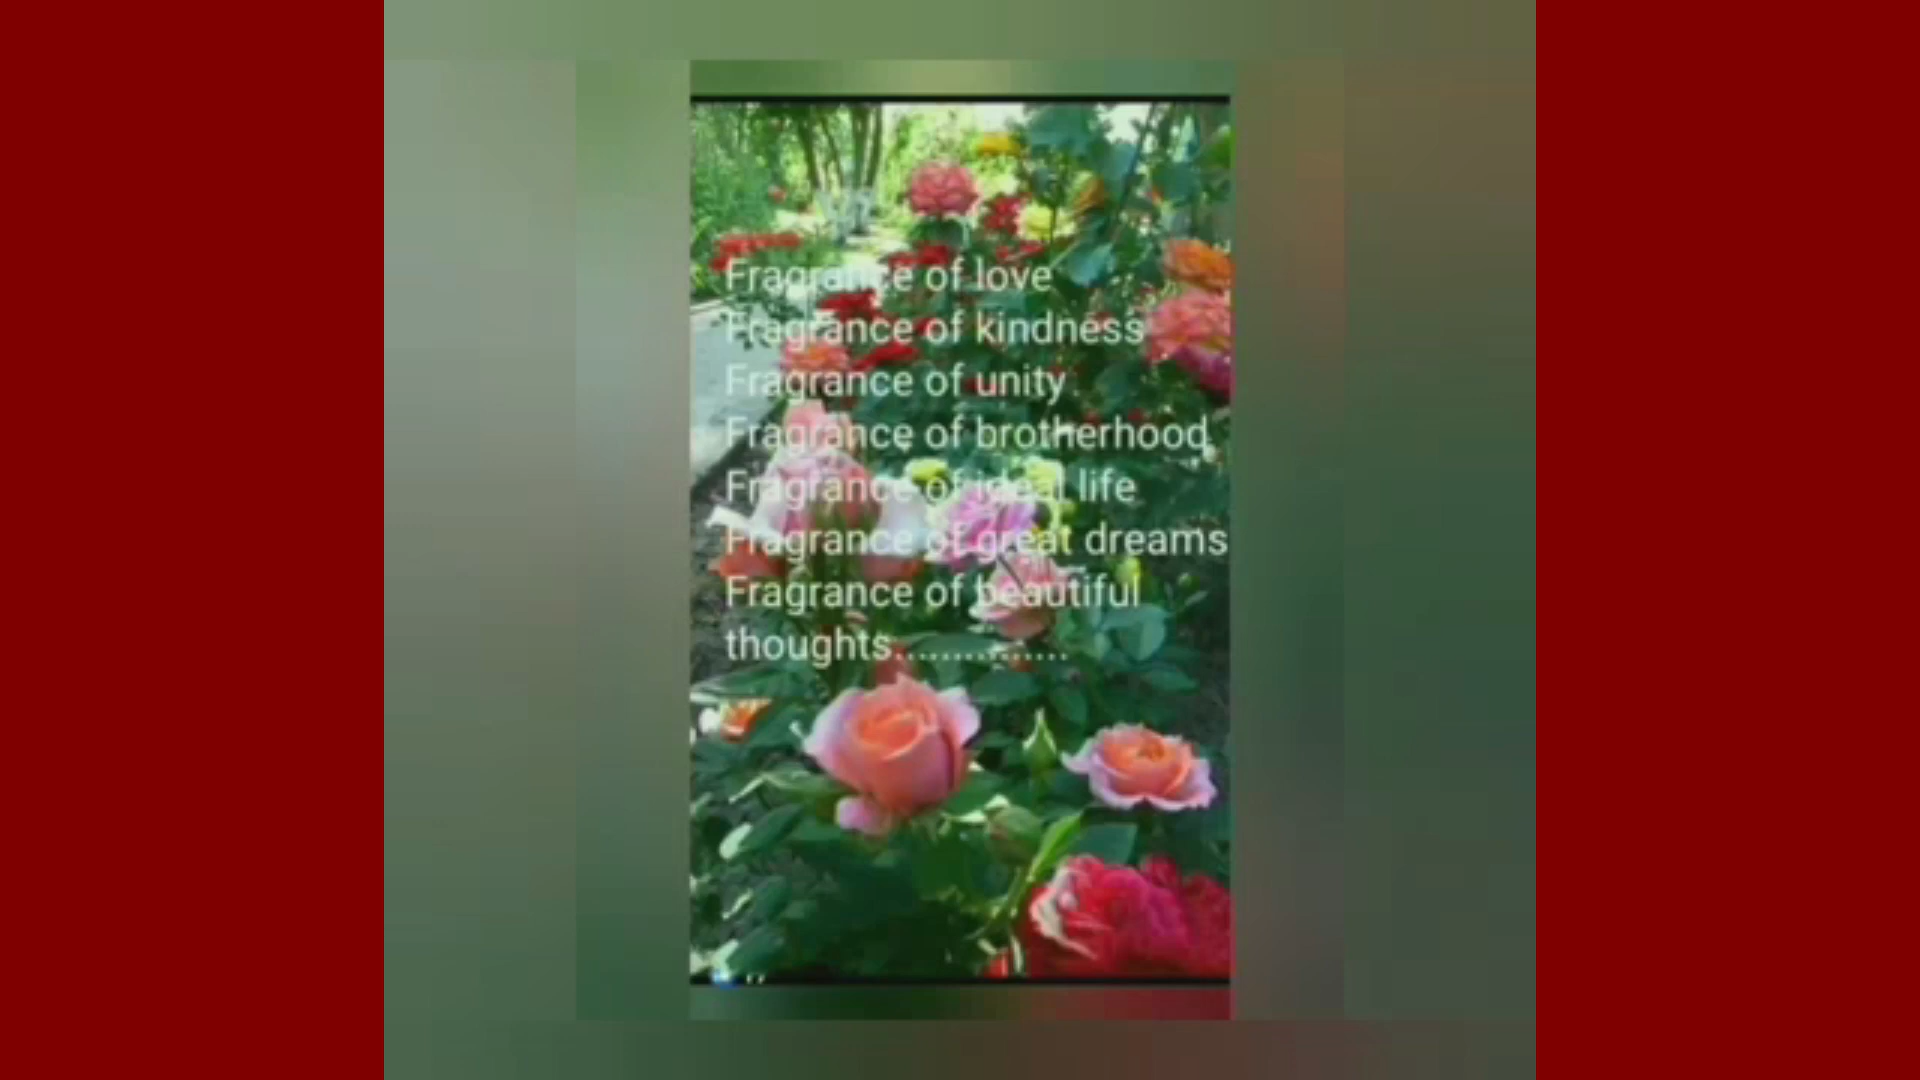 Fragrance of love
Fragrance of kindness
Fragrance of unity
Fragrance of brotherhood
Fragrance of ideal life
Fragrance of great dreams
Fragrance of beautiful
thoughts...............